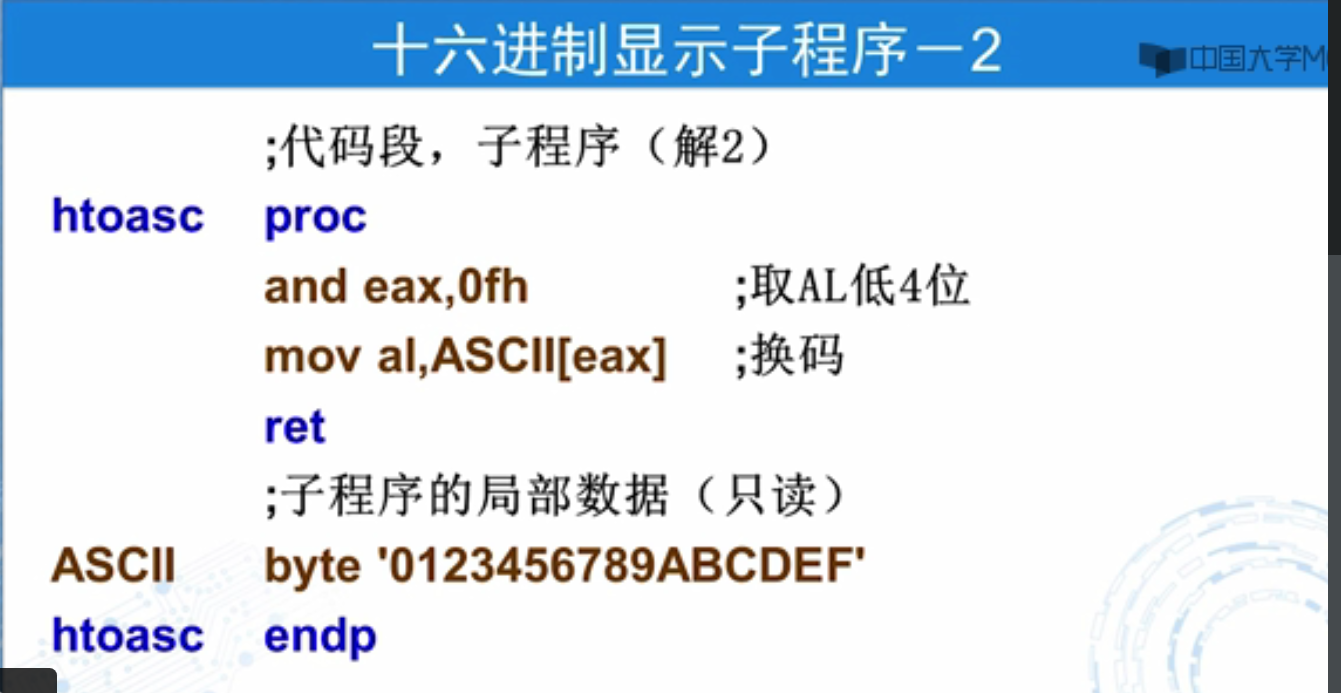 十六进制显示子程序－2
中国大学M
;代码段，子程序（解2）
htoasc proc
and eax,0fh ;取AL低4位
mov al,ASCII[eax] ;换码
ret
;子程序的局部数据（只读）
ASCII byte '0123456789ABCDEF'
htoasc endp